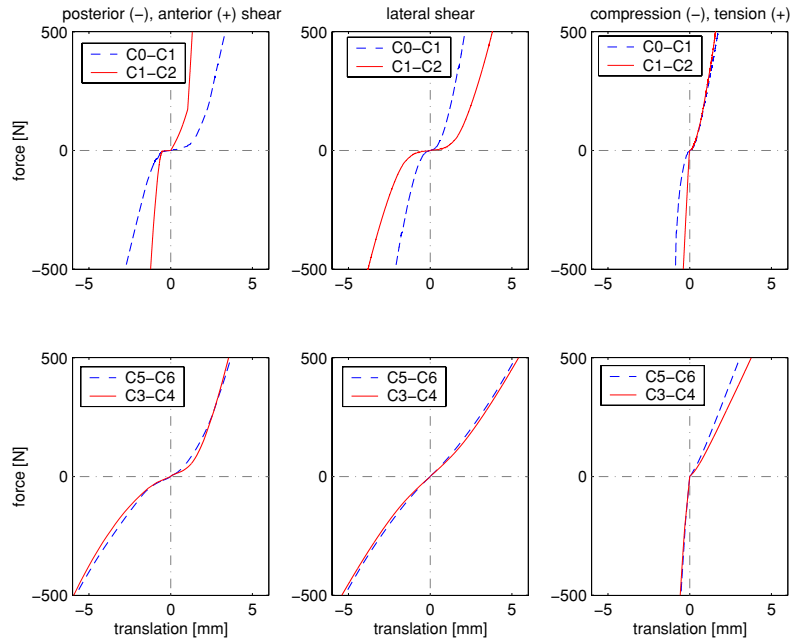 posterior (−), anterior (+) shear
lateral shear
compression (−), tension (+)
500
0
−500
force [N]
C0−C1
C1−C2
−5
0
5
500
0
−500
C0−C1
C1−C2
−5
0
5
500
0
−500
C0−C1
C1−C2
−5
0
5
500
0
−500
force [N]
C5−C6
C3−C4
−5
0
5
translation [mm]
500
0
−500
C5−C6
C3−C4
−5
0
5
translation [mm]
500
0
−500
C5−C6
C3−C4
−5
0
5
translation [mm]